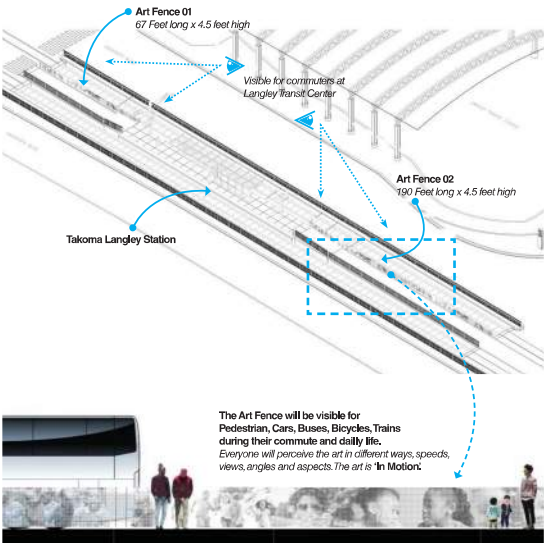 Art Fence 01
67 Feet long x 4.5 feet high
Visible for commuters at
Langley Transit Center
Art Fence 02
190 Feet long x 4.5 feet high
Takoma Langley Station
The Art Fence will be visible for
Pedestrian, Cars, Buses, Bicycles, Trains
during their commute and dailly life.
Everyone will perceive the art in different ways, speeds,
views, angles and aspects. The art is 'In Motion'.